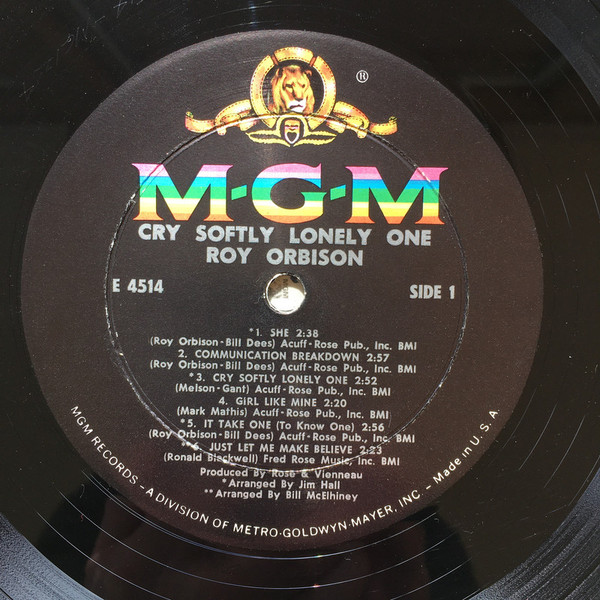 ®
M-G-M
CRY SOFTLY LONELY ONE
ROY ORBISON
E 4514
SIDE 1
*1. SHE 2:38
(Roy Orbison-Bill Dees) Acuff-Rose Pub., Inc. BMI
2. COMMUNICATION BREAKDOWN 2:57
(Roy Orbison-Bill Dees) Acuff-Rose Pub., Inc. BMI
*3. CRY SOFTLY LONELY ONE 2:52
(Melson-Gant) Acuff-Rose Pub., Inc. BMI
4. GIRL LIKE MINE 2:20
(Mark Mathis) Acuff-Rose Pub., Inc. BMI
*5. IT TAKE ONE (To Know One) 2:56
(Roy Orbison-Bill Dees) Acuff-Rose Pub., Inc. BMI
JUST LET ME MAKE BELIEVE 2:23
(Ronald Blackwell) Fred Rose Music, Inc. BMI
Produced By Rose & Vienneau
*Arranged By Jim Hall
**Arranged By Bill McElhiney
MGM RECORDS – A DIVISION OF METRO-GOLDWYN-MAYER, INC. – Made in U.S.A.